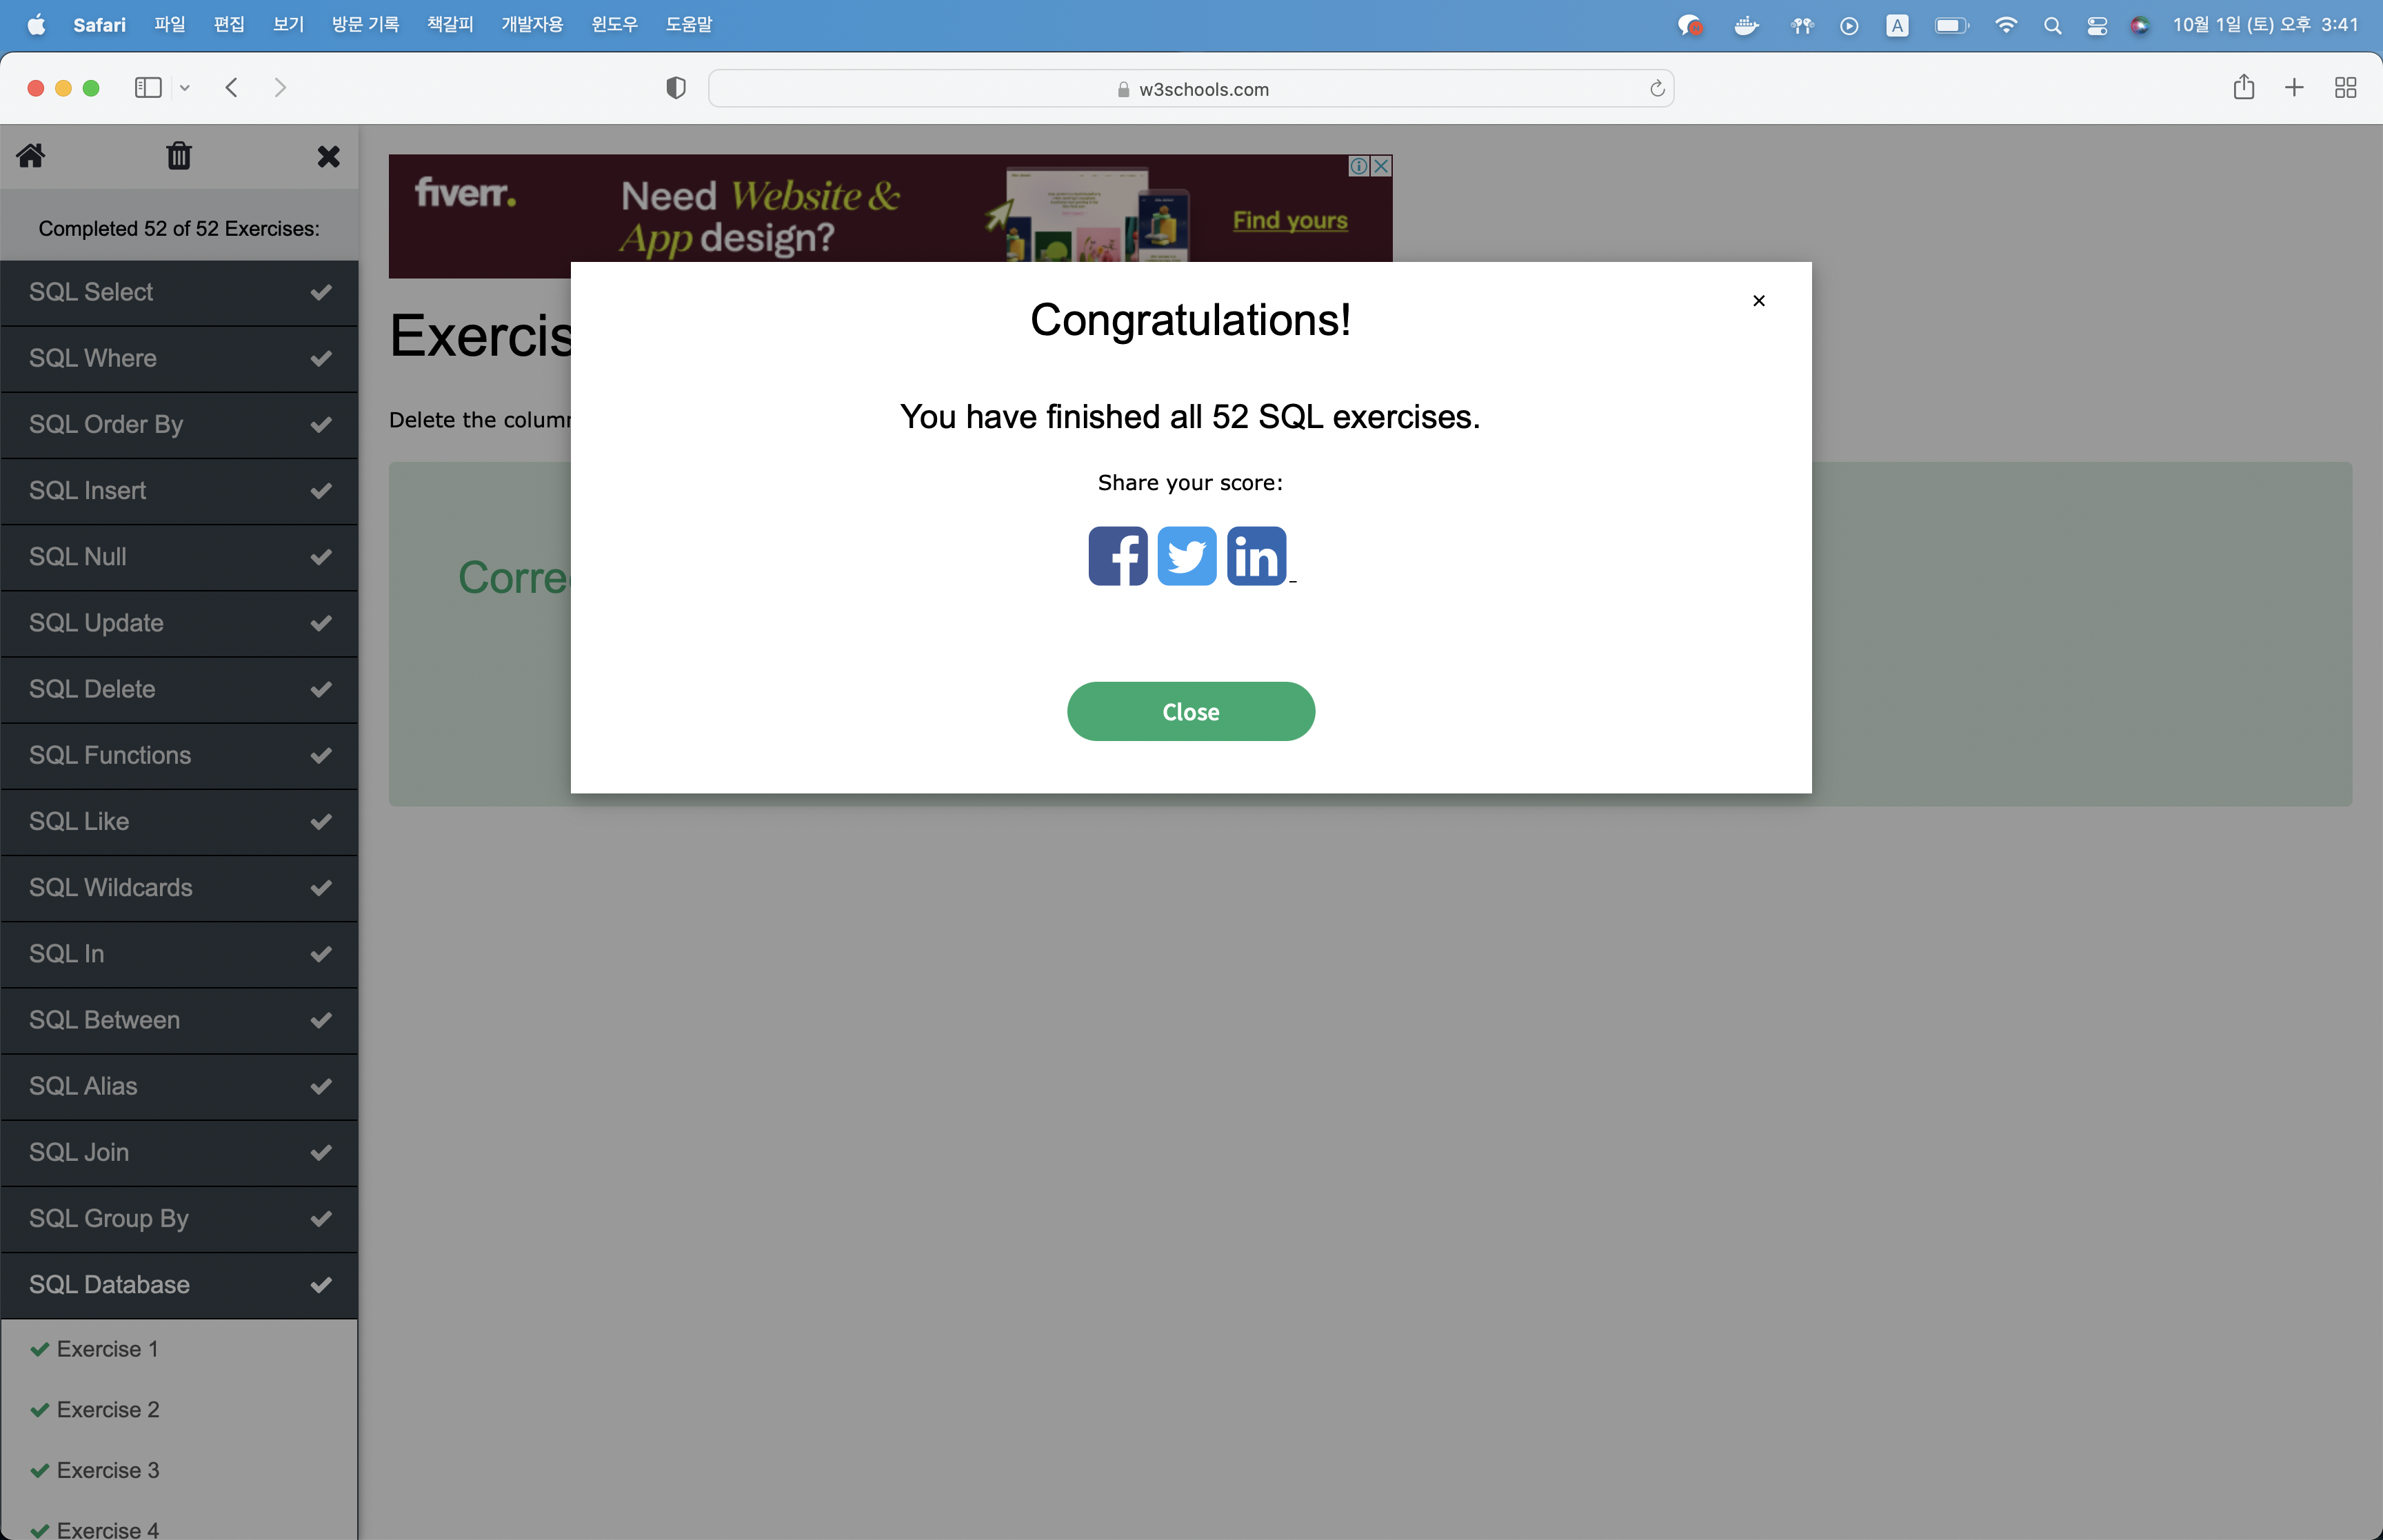 Safari 파일 편집 보기 방문 기록 책갈피 개발자용 윈도우 도움말 A 10월 1일 (토) 오후 3:41
w3schools.com
Completed 52 of 52 Exercises:
SQL Select
SQL Where
SQL Order By
SQL Insert
SQL Null
SQL Update
SQL Delete
SQL Functions
SQL Like
SQL Wildcards
SQL In
SQL Between
SQL Alias
SQL Join
SQL Group By
SQL Database
Exercise 1
Exercise 2
Exercise 3
Exercise 4
fiverr.
Need Website &
App design?
Find yours
Exercis
Delete the column
Corre
Congratulations!
You have finished all 52 SQL exercises.
Share your score:
Close